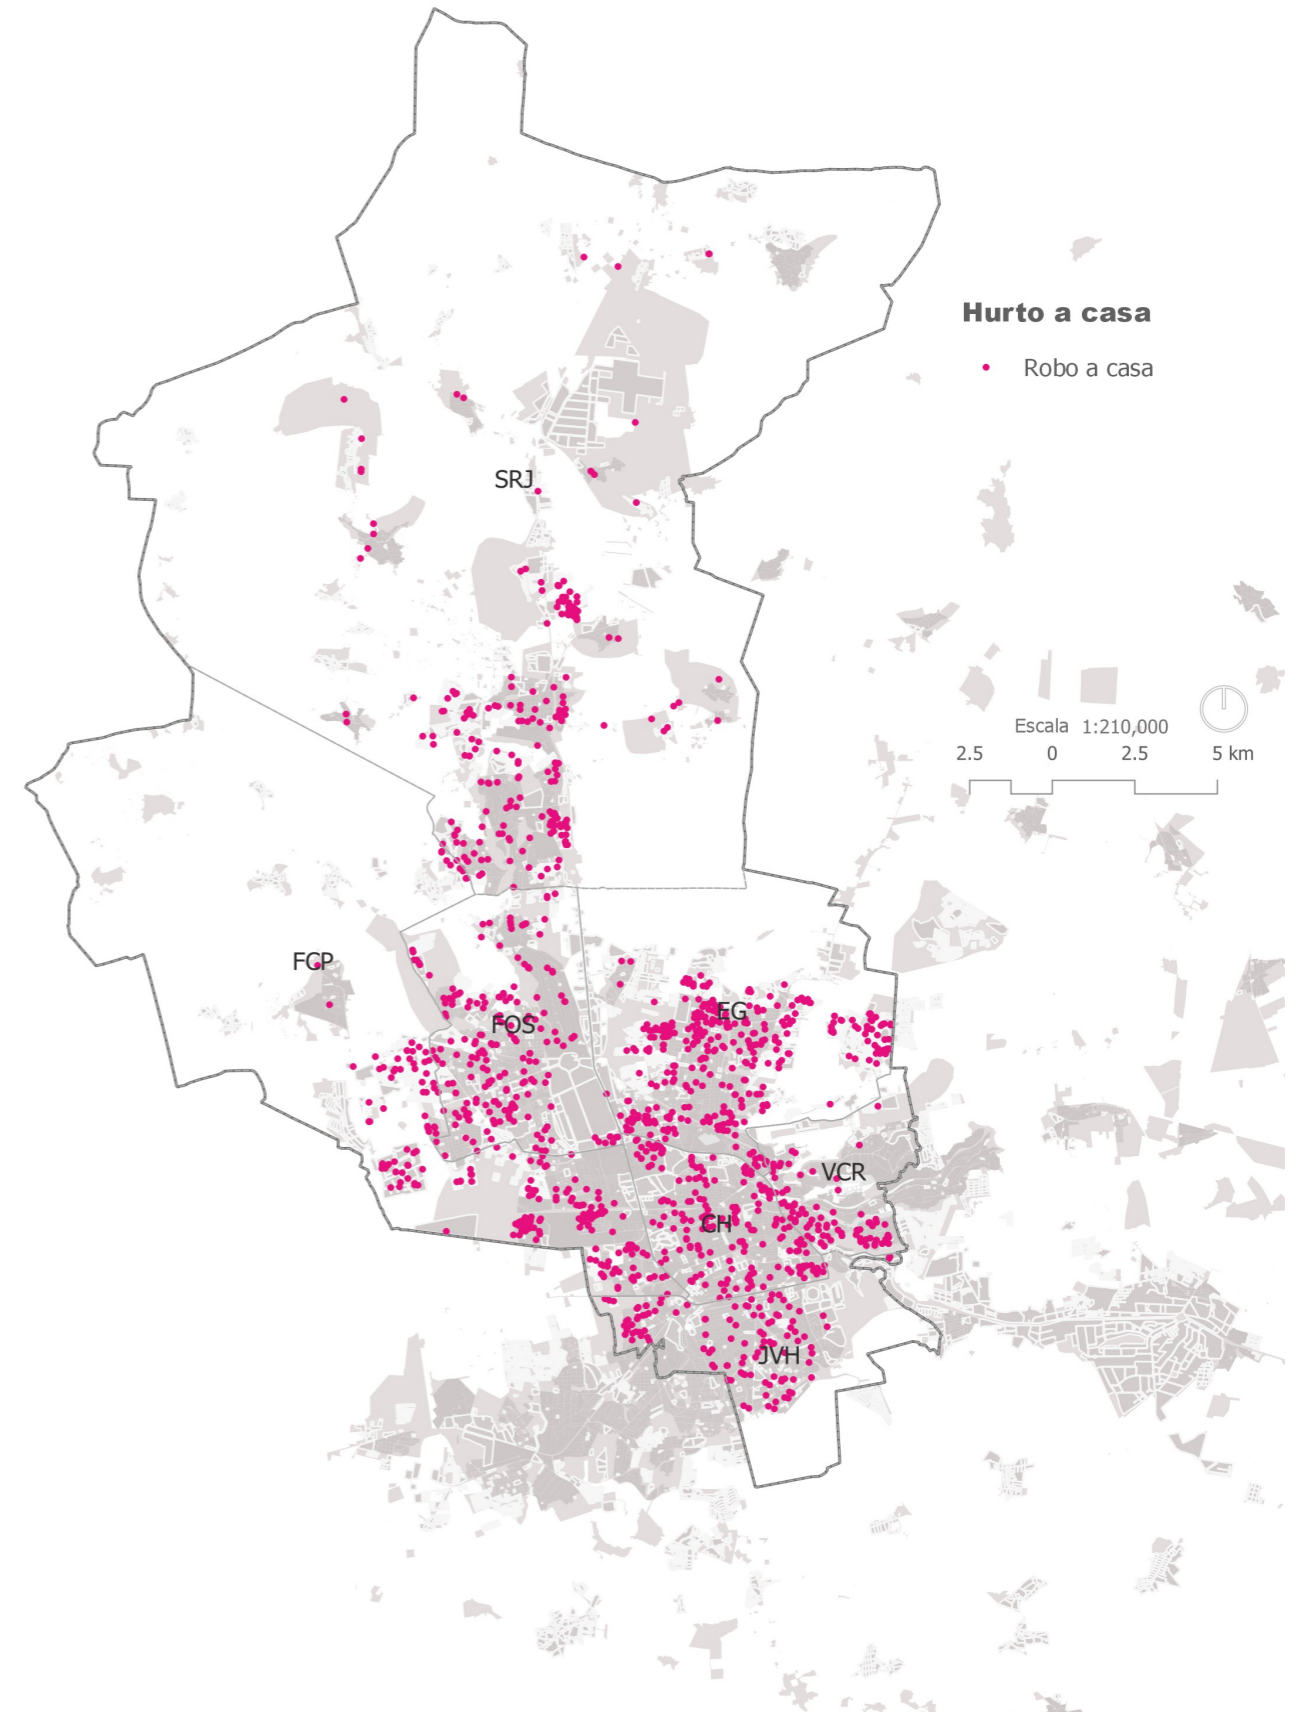 Hurto a casa
Robo a casa
SRJ
Escala 1:210,000
2.5 0 2.5 5 km
FCP
FOS
EG
VCR
CH
JVH